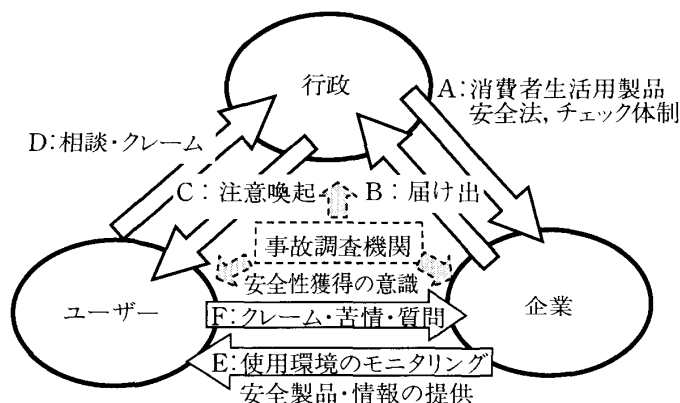 行政
A:消費者生活用製品
安全法,チェック体制
D:相談・クレーム
C:注意喚起
B:届け出
事故調査機関
安全性獲得の意識
ユーザー
企業
F:クレーム・苦情・質問
E:使用環境のモニタリング
安全製品・情報の提供